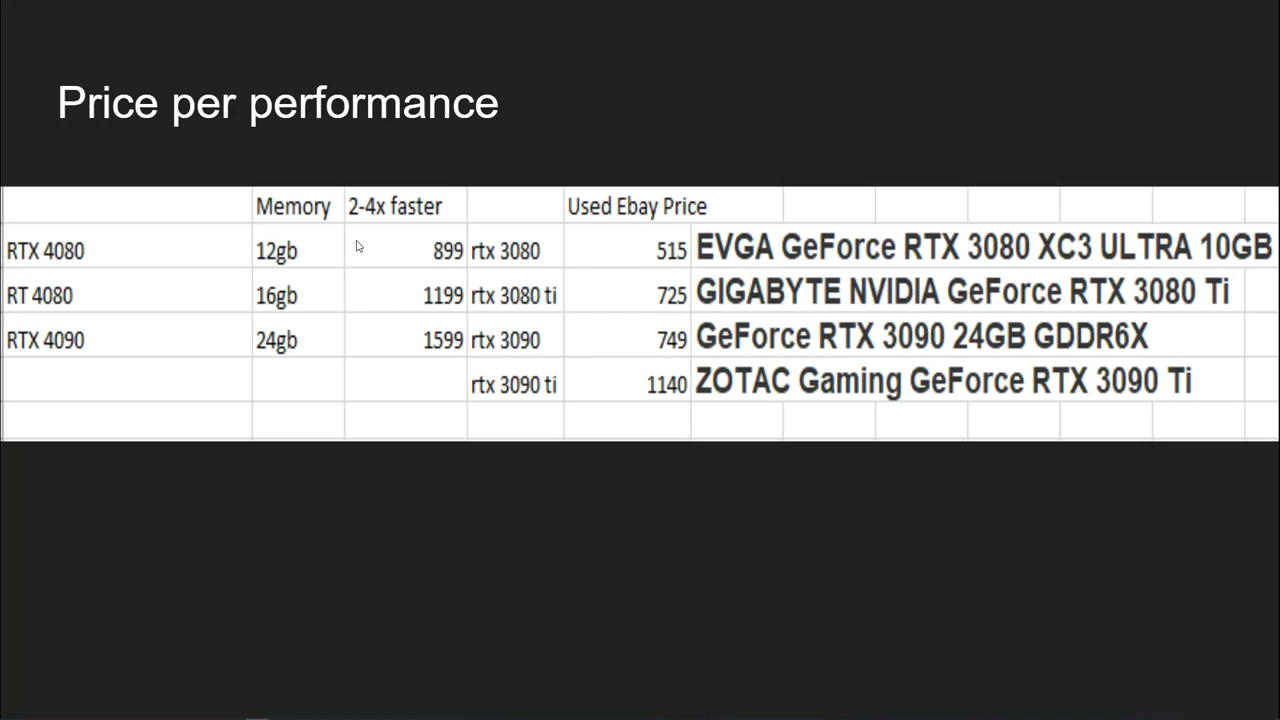 Price per performance
Memory 2-4x faster Used Ebay Price
RTX 4080 12gb 899 rtx 3080 515 EVGA GeForce RTX 3080 XC3 ULTRA 10GB
RT 4080 16gb 1199 rtx 3080 ti 725 GIGABYTE NVIDIA GeForce RTX 3080 Ti
RTX 4090 24gb 1599 rtx 3090 749 GeForce RTX 3090 24GB GDDR6X
rtx 3090 ti 1140 ZOTAC Gaming GeForce RTX 3090 Ti